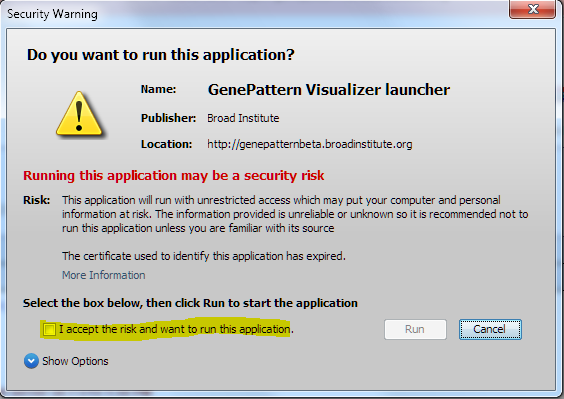 Security Warning
Do you want to run this application?
Name: GenePattern Visualizer launcher
Publisher: Broad Institute
Location: http://genepatternbeta.broadinstitute.org
Running this application may be a security risk
Risk: This application will run with unrestricted access which may put your computer and personal
information at risk. The information provided is unreliable or unknown so it is recommended not to
run this application unless you are familiar with its source
The certificate used to identify this application has expired.
More Information
Select the box below, then click Run to start the application
I accept the risk and want to run this application.
Run Cancel
Show Options